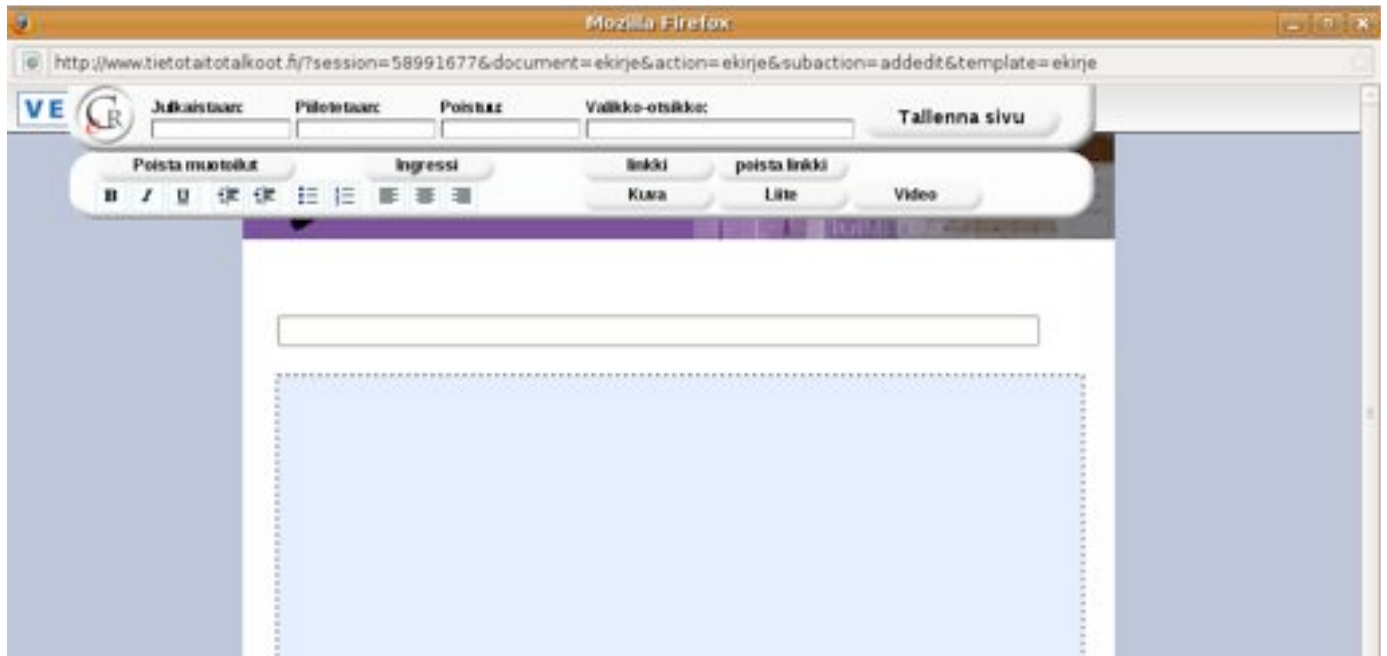 Mozilla Firefox
http://www.tietotaitotalkoot.fi/?session=58991677&document=ekirje&action=ekirje&subaction=addedit&template=ekirje
VE
CR
Julkaistaan: Piilotetaan: Poistuu: Valikko-otsikko: Tallenna sivu
Poista muotoilut Ingressi linkki poista linkki
B I U Kuva Liite Video